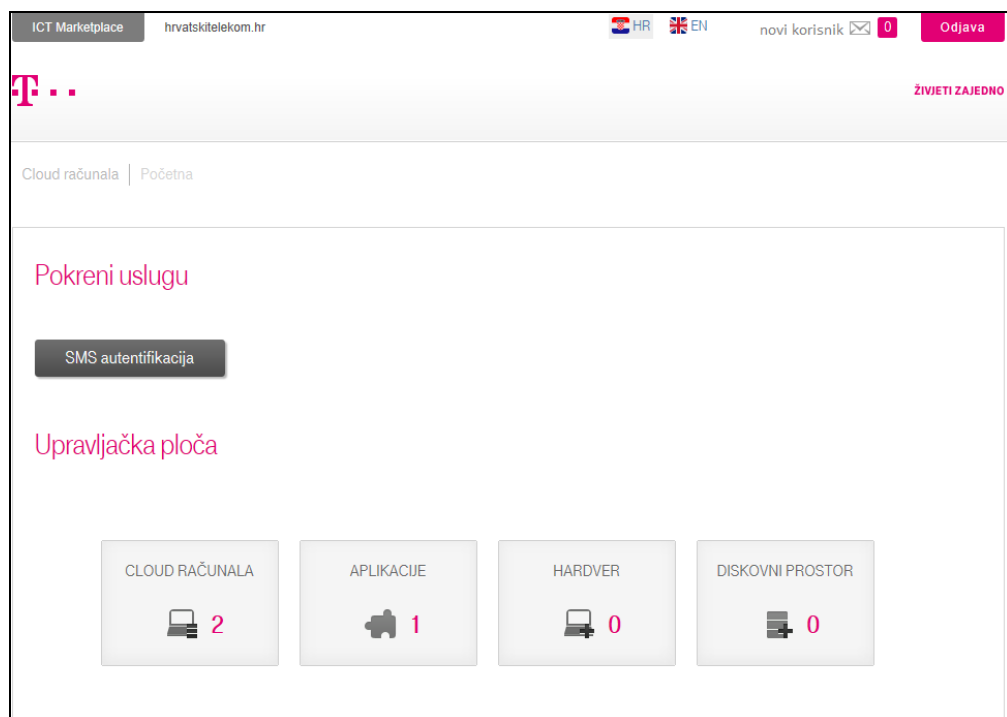 ICT Marketplace hrvatskitelekom.hr HR EN novi korisnik 0 Odjava
T
ŽIVJETI ZAJEDNO
Cloud računala Početna
Pokreni uslugu
SMS autentifikacija
Upravljačka ploča
CLOUD RAČUNALA APLIKACIJE HARDVER DISKOVNI PROSTOR
2 1 0 0